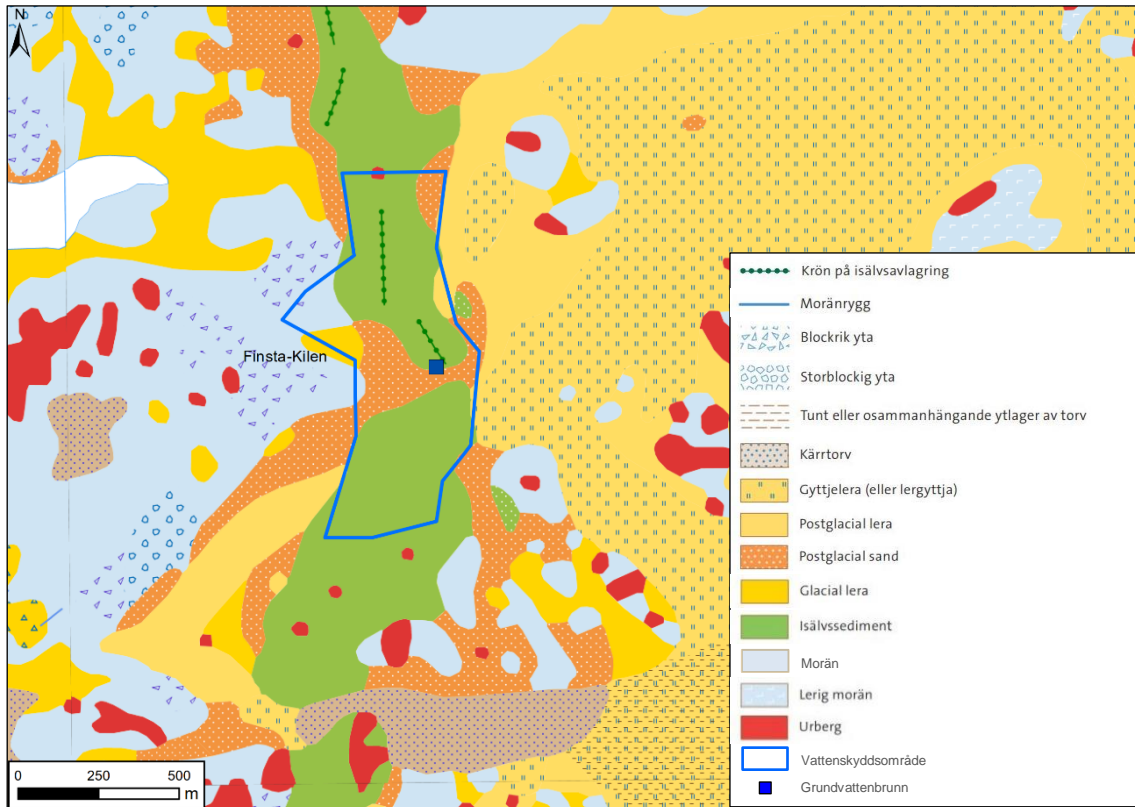 N
Finsta-Kilen
Krön på isälvsavlagring
Moränrygg
Blockrik yta
Storblockig yta
Tunt eller osammanhängande ytlager av torv
Kärrtorv
Gyttjelera (eller lergyttja)
Postglacial lera
Postglacial sand
Glacial lera
Isälvssediment
Morän
Lerig morän
Urberg
Vattenskyddsområde
Grundvattenbrunn
0 250 500
m